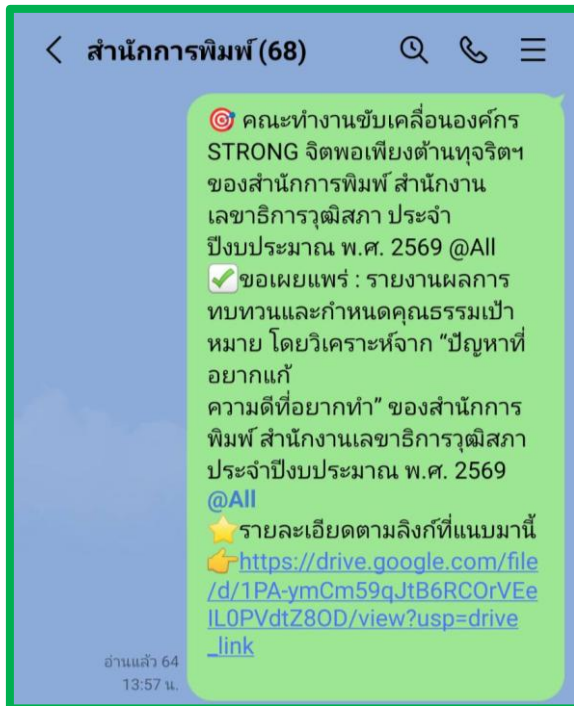 สำนักการพิมพ์ (68)
🎯 คณะทำงานขับเคลื่อนองค์กร
STRONG จิตพอเพียงต้านทุจริตฯ
ของสำนักการพิมพ์ สำนักงาน
เลขาธิการวุฒิสภา ประจำ
ปีงบประมาณ พ.ศ. 2569 @All
✅ขอเผยแพร่ : รายงานผลการ
ทบทวนและกำหนดคุณธรรมเป้า
หมาย โดยวิเคราะห์จาก “ปัญหาที่
อยากแก้
ความดีที่อยากทำ” ของสำนักการ
พิมพ์ สำนักงานเลขาธิการวุฒิสภา
ประจำปีงบประมาณ พ.ศ. 2569
@All
⭐รายละเอียดตามลิงก์ที่แนบมานี้
👉https://drive.google.com/file
/d/1PA-ymCm59qJtB6RCOrVEe
IL0PVdtZ8OD/view?usp=drive
_link
อ่านแล้ว 64
13:57 น.